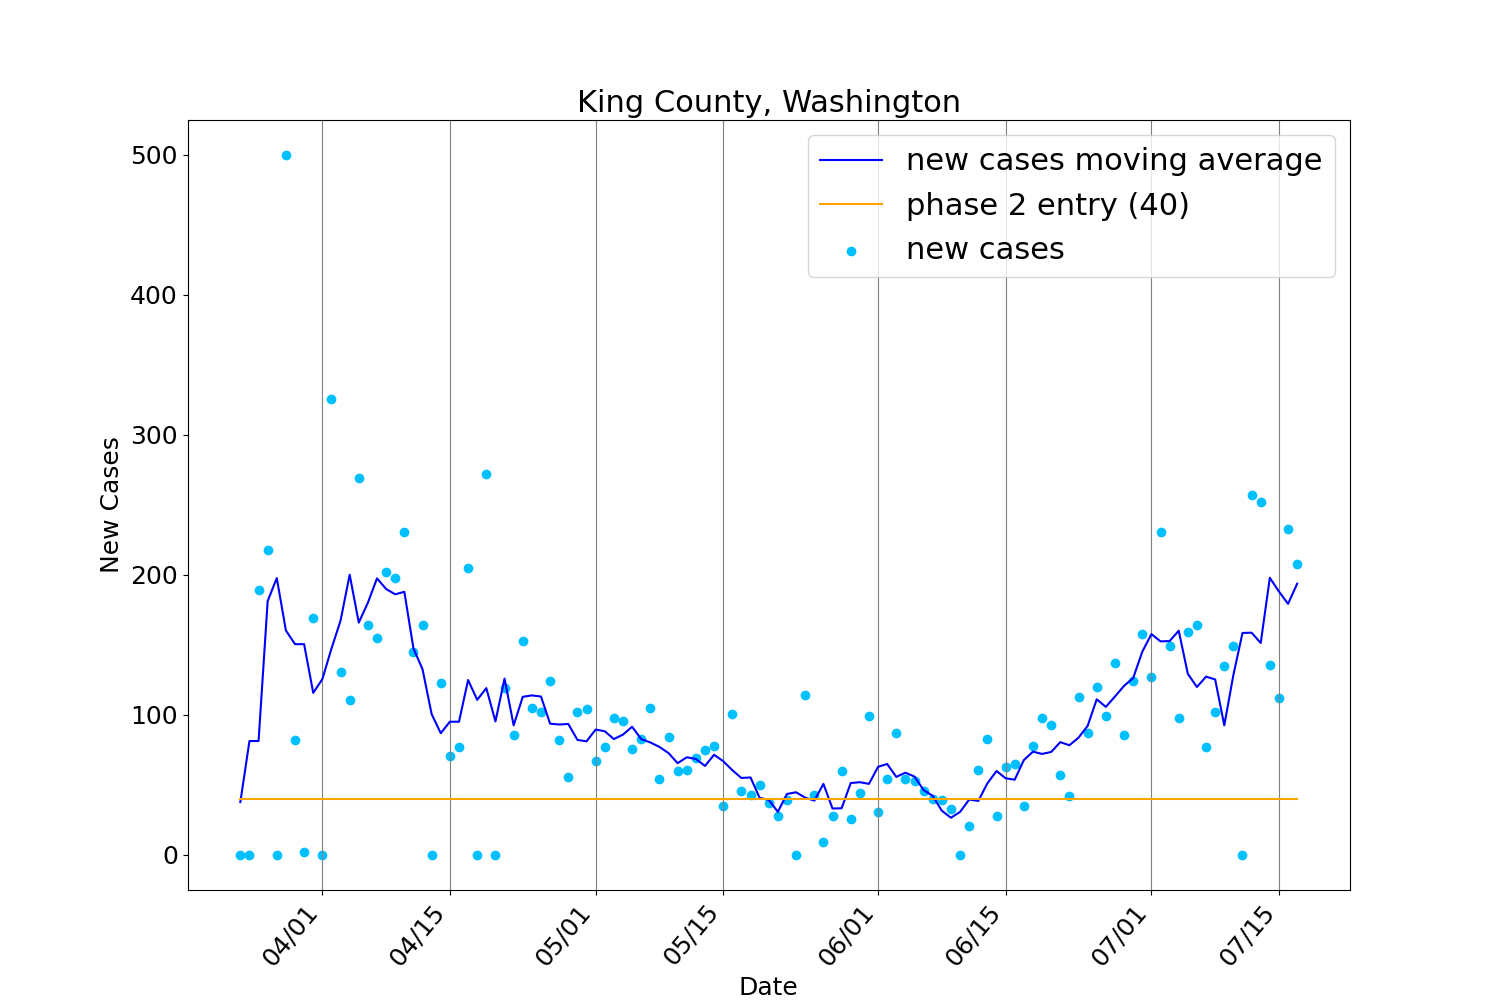 King County, Washington
new cases moving average
phase 2 entry (40)
new cases
500
400
300
200
100
0
New Cases
04/01
04/15
05/01
05/15
06/01
06/15
07/01
07/15
Date